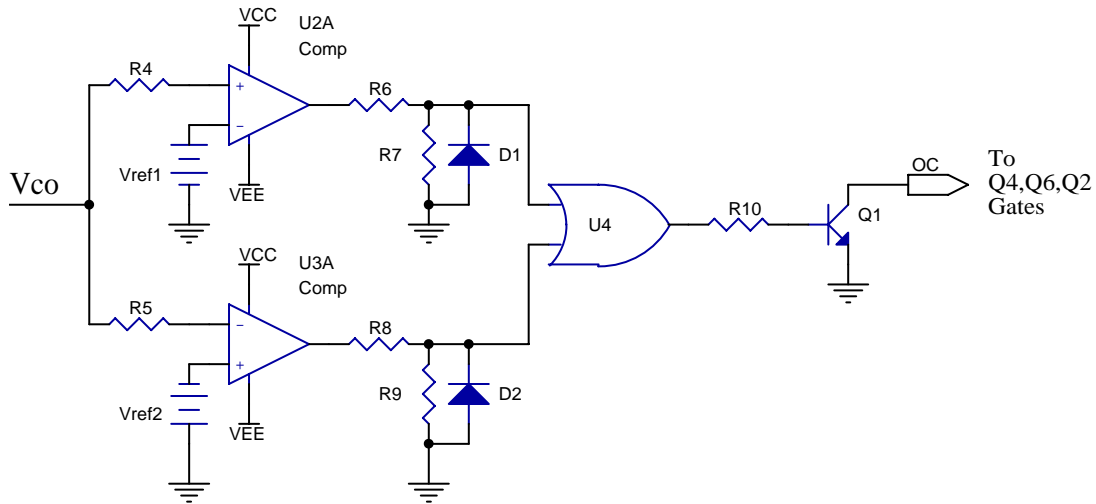 VCC
U2A
Comp
R4
+
−
R6
R7
D1
Vref1
VEE
OC
To
Q4,Q6,Q2
Gates
Vco
U4
R10
Q1
VCC
U3A
Comp
R5
−
+
R8
R9
D2
Vref2
VEE